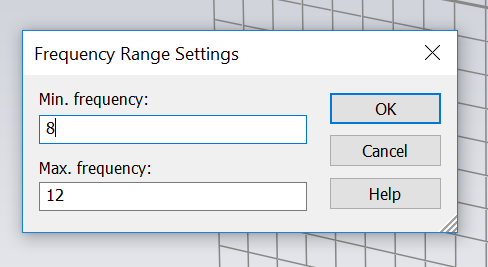 Frequency Range Settings
Min. frequency:
8
OK
Cancel
Max. frequency:
12
Help